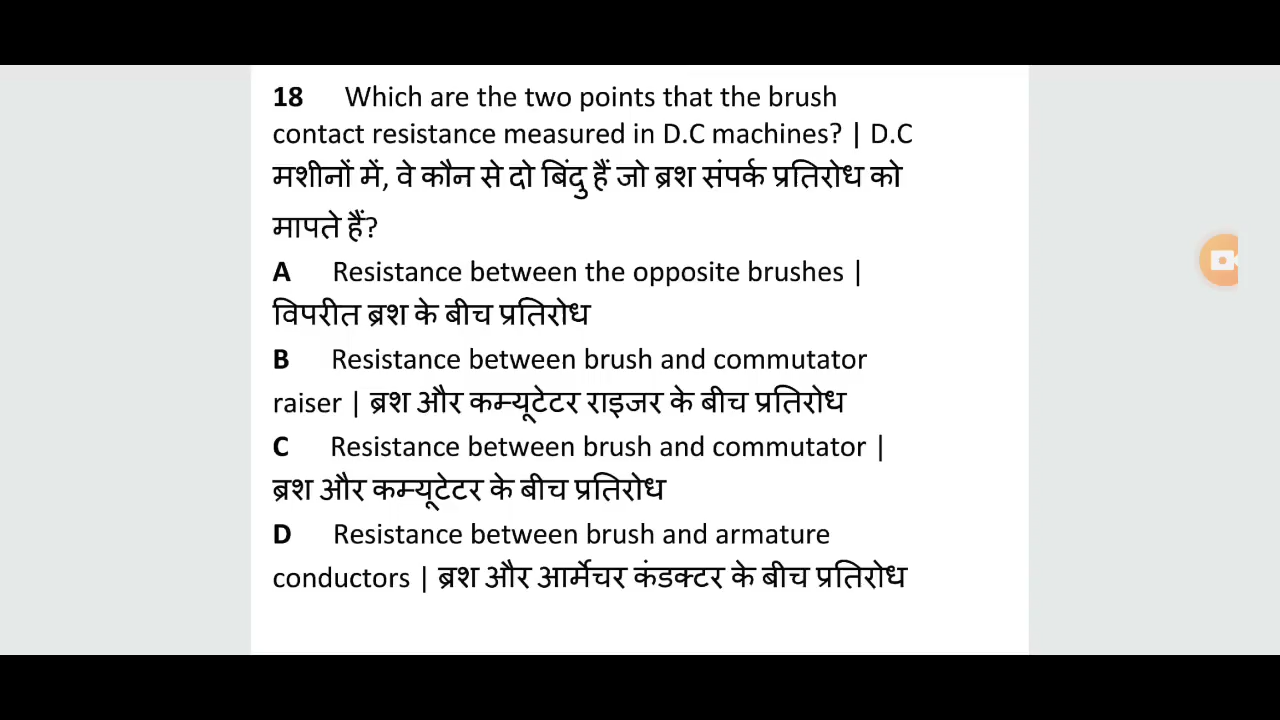 18 Which are the two points that the brush
contact resistance measured in D.C machines? | D.C
मशीनों में, वे कौन से दो बिंदु हैं जो ब्रश संपर्क प्रतिरोध को
मापते हैं?
A Resistance between the opposite brushes |
विपरीत ब्रश के बीच प्रतिरोध
B Resistance between brush and commutator
raiser | ब्रश और कम्यूटेटर राइजर के बीच प्रतिरोध
C Resistance between brush and commutator |
ब्रश और कम्यूटेटर के बीच प्रतिरोध
D Resistance between brush and armature
conductors | ब्रश और आर्मेचर कंडक्टर के बीच प्रतिरोध